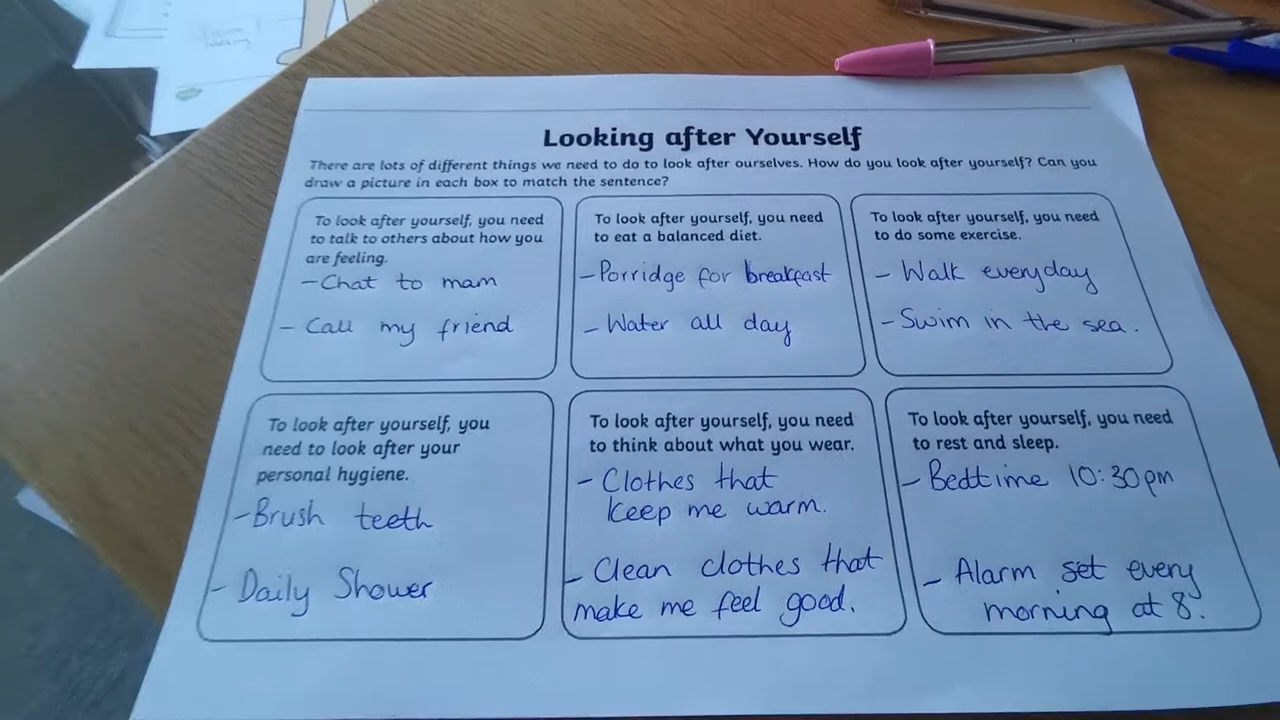 Looking after Yourself
There are lots of different things we need to do to look after ourselves. How do you look after yourself? Can you
draw a picture in each box to match the sentence?
To look after yourself, you need
to talk to others about how you
are feeling.
- Chat to mam
- Call my friend
To look after yourself, you need
to eat a balanced diet.
- Porridge for breakfast
- Water all day
To look after yourself, you need
to do some exercise.
- Walk everyday
- Swim in the sea.
To look after yourself, you
need to look after your
personal hygiene.
- Brush teeth
- Daily Shower
To look after yourself, you need
to think about what you wear.
- Clothes that
keep me warm.
- Clean clothes that
make me feel good.
To look after yourself, you need
to rest and sleep.
- Bedtime 10:30pm
- Alarm set every
morning at 8.